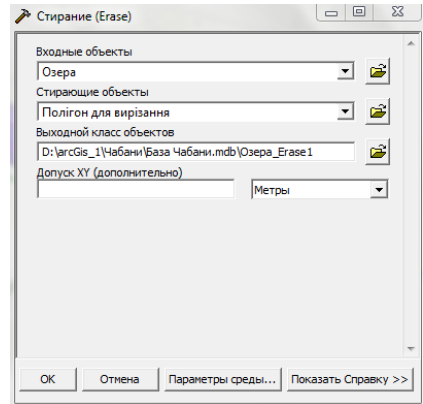 Стирание (Erase)
Входные объекты
Озера
Стирающие объекты
Полігон для вирізання
Выходной класс объектов
D:\arcGis_1\Чабани\База Чабани.mdb\Озера_Erase1
Допуск XY (дополнительно)
Метры
ОК Отмена Параметры среды... Показать Справку >>